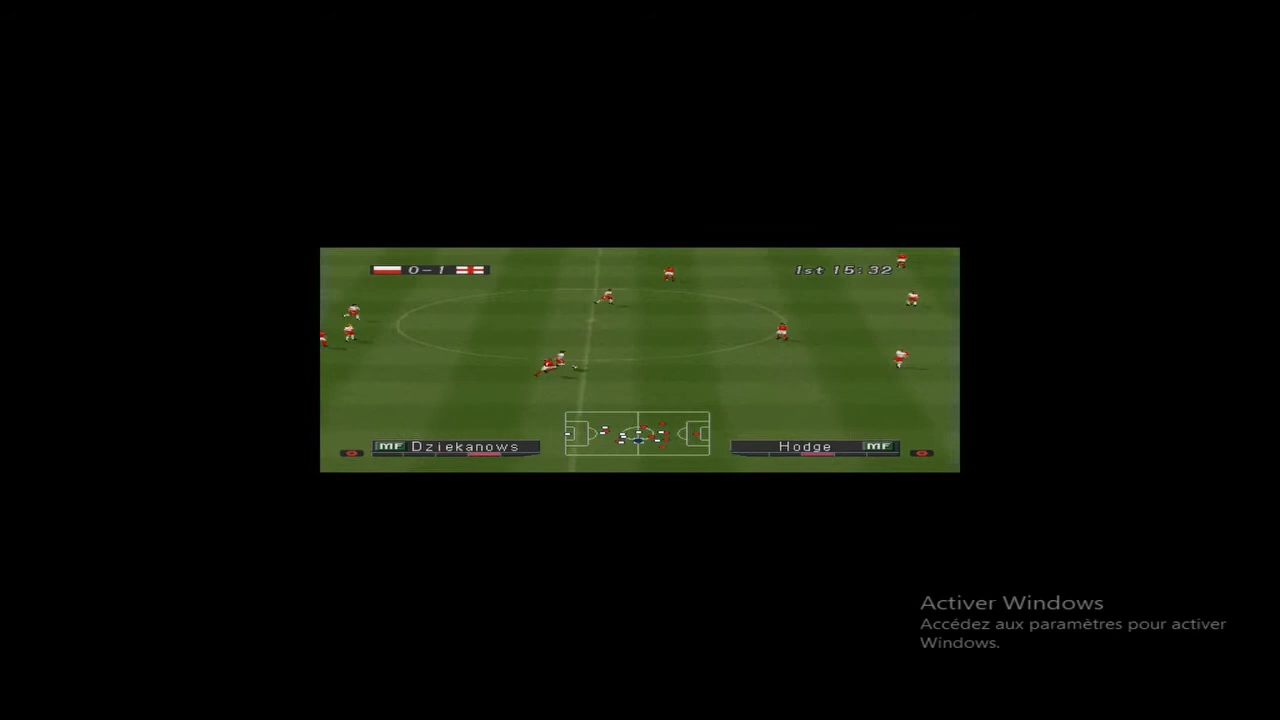 0-1
1st 15:32
MF Dziekanows
Hodge MF
Activer Windows
Accédez aux paramètres pour activer
Windows.